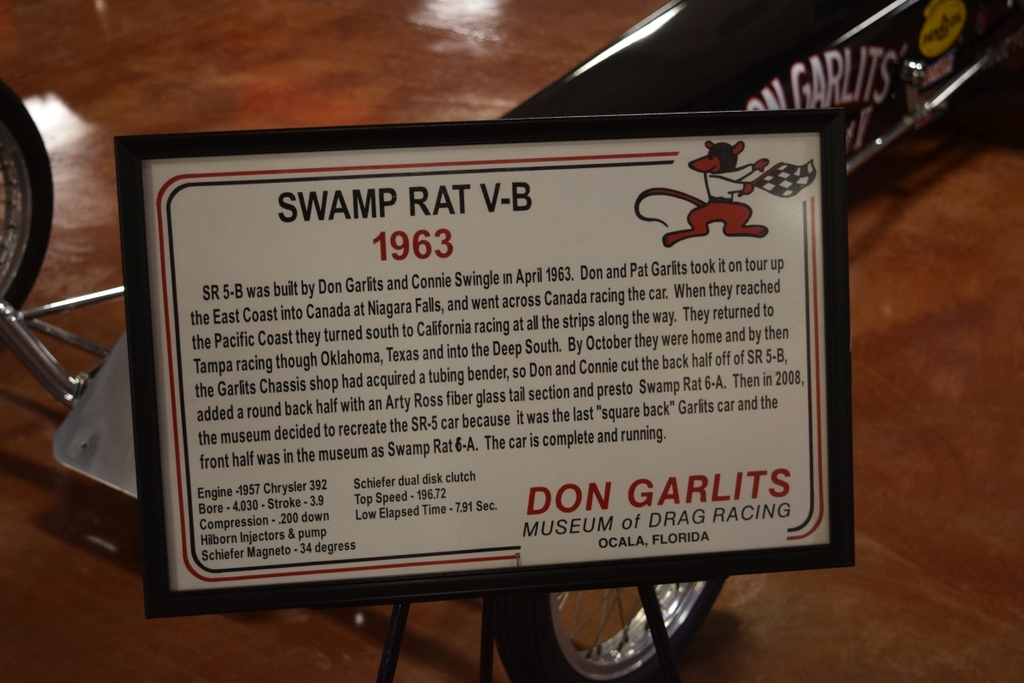 ON GARLITS'
SWAMP RAT V-B
1963
SR 5-B was built by Don Garlits and Connie Swingle in April 1963. Don and Pat Garlits took it on tour up
the East Coast into Canada at Niagara Falls, and went across Canada racing the car. When they reached
the Pacific Coast they turned south to California racing at all the strips along the way. They returned to
Tampa racing though Oklahoma, Texas and into the Deep South. By October they were home and by then
the Garlits Chassis shop had acquired a tubing bender, so Don and Connie cut the back half off of SR 5-B,
added a round back half with an Arty Ross fiber glass tail section and presto Swamp Rat 6-A. Then in 2008,
the museum decided to recreate the SR-5 car because it was the last "square back" Garlits car and the
front half was in the museum as Swamp Rat 6-A. The car is complete and running.
Engine -1957 Chrysler 392
Bore - 4.030 - Stroke - 3.9
Compression - .200 down
Hilborn Injectors & pump
Schiefer Magneto - 34 degress
Schiefer dual disk clutch
Top Speed - 196.72
Low Elapsed Time - 7.91 Sec.
DON GARLITS
MUSEUM of DRAG RACING
OCALA, FLORIDA